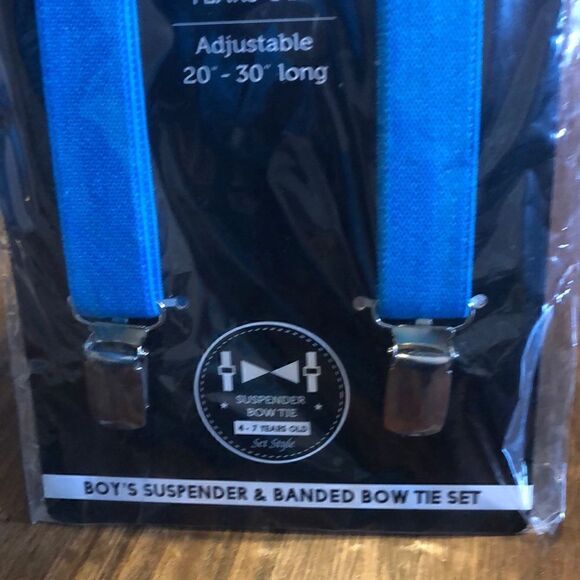 Adjustable
20" - 30" long
SUSPENDER
BOW TIE
4 - 7 YEARS OLD
Set Style
BOY'S SUSPENDER & BANDED BOW TIE SET